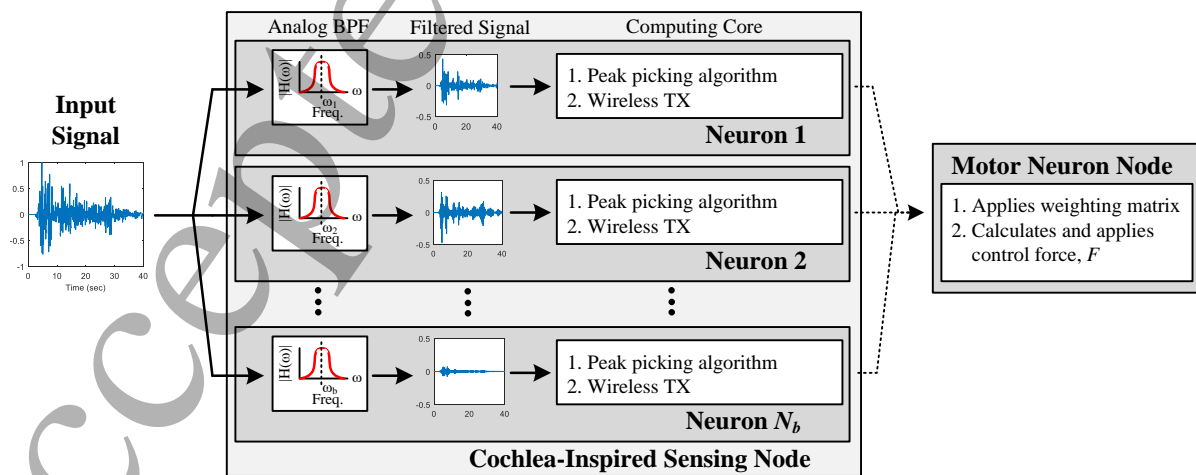 Analog BPF
Filtered Signal
Computing Core
Input
Signal
1
0.5
0
-0.5
-1
0
10
20
30
40
Time (sec)
|H(ω)|
ω
ω1
Freq.
0.5
0
-0.5
0
20
40
1. Peak picking algorithm
2. Wireless TX
Neuron 1
|H(ω)|
ω
ω2
Freq.
0.5
0
-0.5
0
20
40
1. Peak picking algorithm
2. Wireless TX
Neuron 2
|H(ω)|
ω
ωb
Freq.
0.5
0
-0.5
0
20
40
1. Peak picking algorithm
2. Wireless TX
Neuron Nb
Cochlea-Inspired Sensing Node
Motor Neuron Node
1. Applies weighting matrix
2. Calculates and applies
control force, F
ccepte